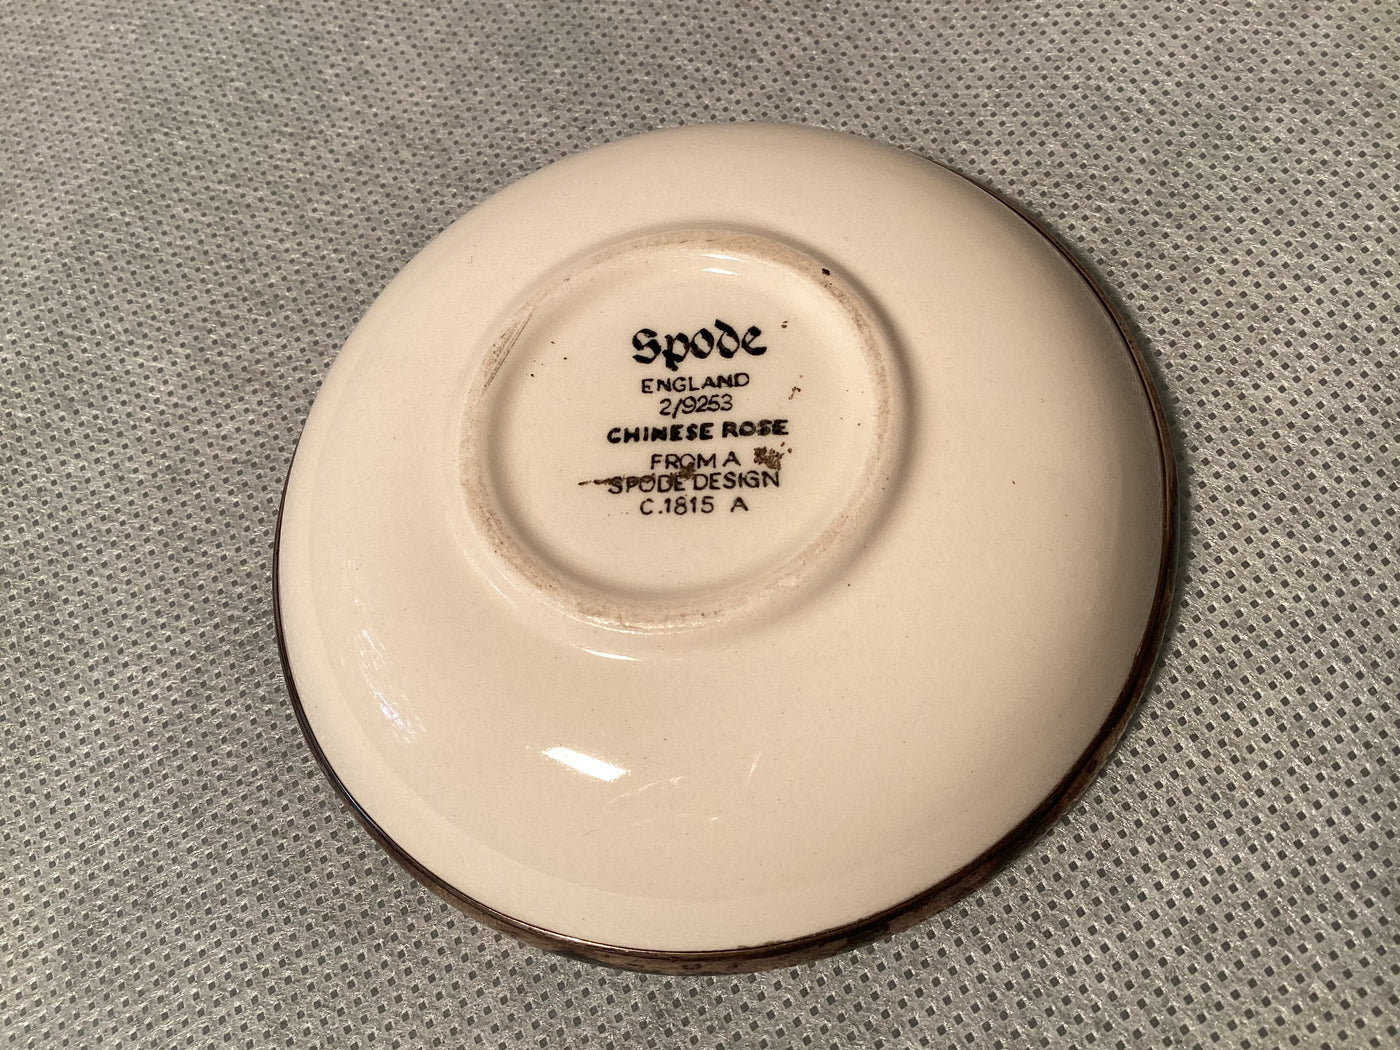 Spode
ENGLAND
2/9253
CHINESE ROSE
FROM A
SPODE DESIGN
C.1815 A